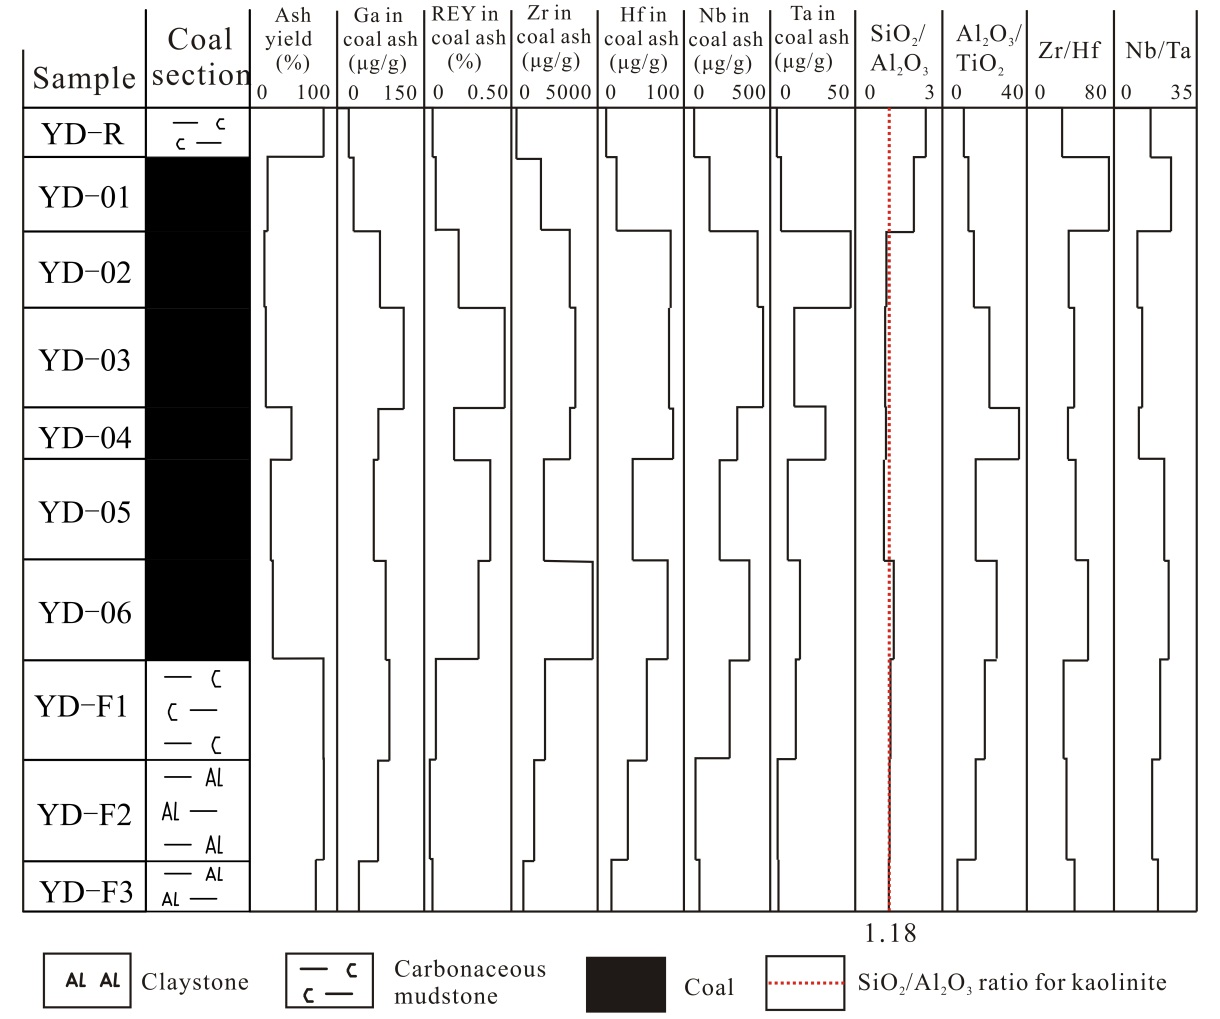 Sample
Coal
section
Ash
yield
(%)
0 100
Ga in
coal ash
(μg/g)
0 150
REY in
coal ash
(%)
0 0.50
Zr in
coal ash
(μg/g)
0 5000
Hf in
coal ash
(μg/g)
0 100
Nb in
coal ash
(μg/g)
0 500
Ta in
coal ash
(μg/g)
0 50
SiO₂/
Al₂O₃
0 3
Al₂O₃/
TiO₂
0 40
Zr/Hf
0 80
Nb/Ta
0 35
YD-R
C
C
YD-01
YD-02
YD-03
YD-04
YD-05
YD-06
YD-F1
C
C
C
YD-F2
AL
AL
AL
YD-F3
AL
AL
1.18
AL AL
Claystone
C
C
Carbonaceous
mudstone
Coal
SiO₂/Al₂O₃ ratio for kaolinite